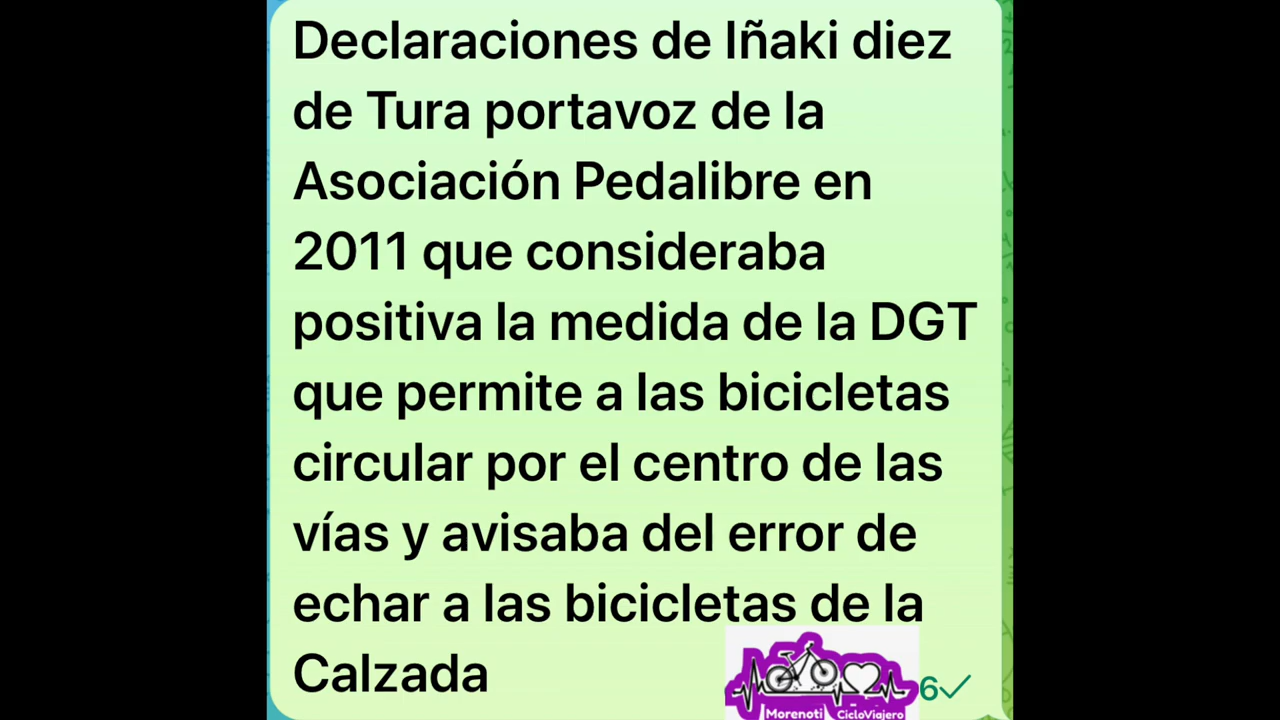 Declaraciones de Iñaki diez
de Tura portavoz de la
Asociación Pedalibre en
2011 que consideraba
positiva la medida de la DGT
que permite a las bicicletas
circular por el centro de las
vías y avisaba del error de
echar a las bicicletas de la
Calzada
6
Morenoti CicloViajero